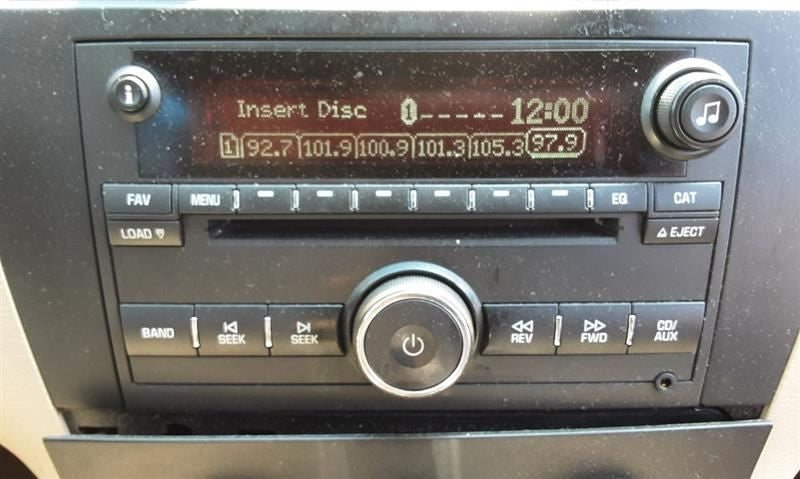 i
Insert Disc 1 - - - - - 12:00
1 92.7 101.9 100.9 101.3 105.3 97.9
FAV MENU EQ CAT
LOAD EJECT
BAND SEEK SEEK REV FWD CD/
AUX